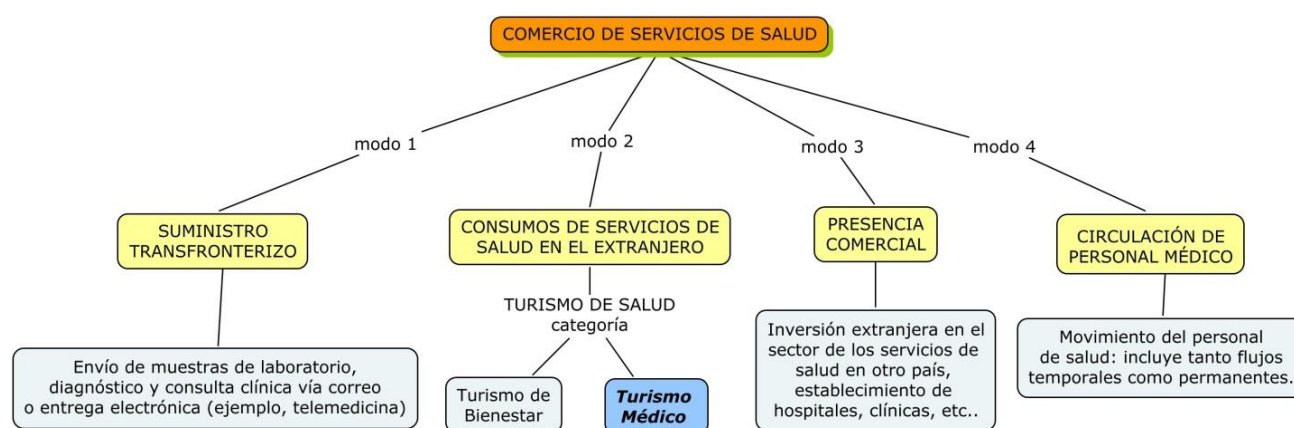 COMERCIO DE SERVICIOS DE SALUD
modo 1
modo 2
modo 3
modo 4
SUMINISTRO
TRANSFRONTERIZO
CONSUMOS DE SERVICIOS DE
SALUD EN EL EXTRANJERO
PRESENCIA
COMERCIAL
CIRCULACIÓN DE
PERSONAL MÉDICO
TURISMO DE SALUD
categoría
Envío de muestras de laboratorio,
diagnóstico y consulta clínica vía correo
o entrega electrónica (ejemplo, telemedicina)
Turismo de
Bienestar
Turismo
Médico
Inversión extranjera en el
sector de los servicios de
salud en otro país,
establecimiento de
hospitales, clínicas, etc..
Movimiento del personal
de salud: incluye tanto flujos
temporales como permanentes.